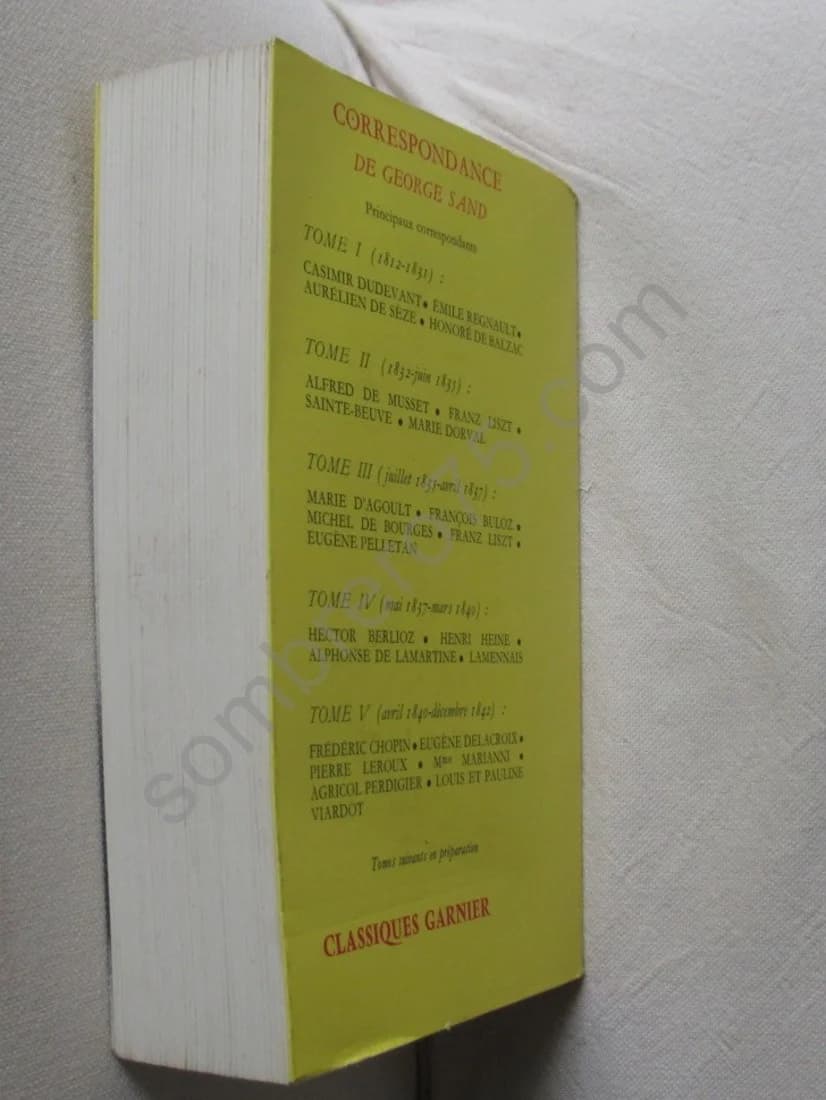 CORRESPONDANCE
DE GEORGE SAND
Principaux correspondants
TOME I (1812-1831) :
CASIMIR DUDEVANT • ÉMILE REGNAULT •
AURÉLIEN DE SÈZE • HONORÉ DE BALZAC
TOME II (1832-juin 1835) :
ALFRED DE MUSSET • FRANZ LISZT •
SAINTE-BEUVE • MARIE DORVAL
TOME III (juillet 1835-avril 1837) :
MARIE D'AGOULT • FRANÇOIS BULOZ •
MICHEL DE BOURGES • FRANZ LISZT •
EUGÈNE PELLETAN
TOME IV (mai 1837-mars 1840) :
HECTOR BERLIOZ • HENRI HEINE •
ALPHONSE DE LAMARTINE • LAMENNAIS
TOME V (avril 1840-décembre 1842) :
FRÉDÉRIC CHOPIN • EUGÈNE DELACROIX •
PIERRE LEROUX • Mme MARIANNI •
AGRICOL PERDIGIER • LOUIS ET PAULINE
VIARDOT
Tomes suivants en préparation
CLASSIQUES GARNIER
sombrero75.com